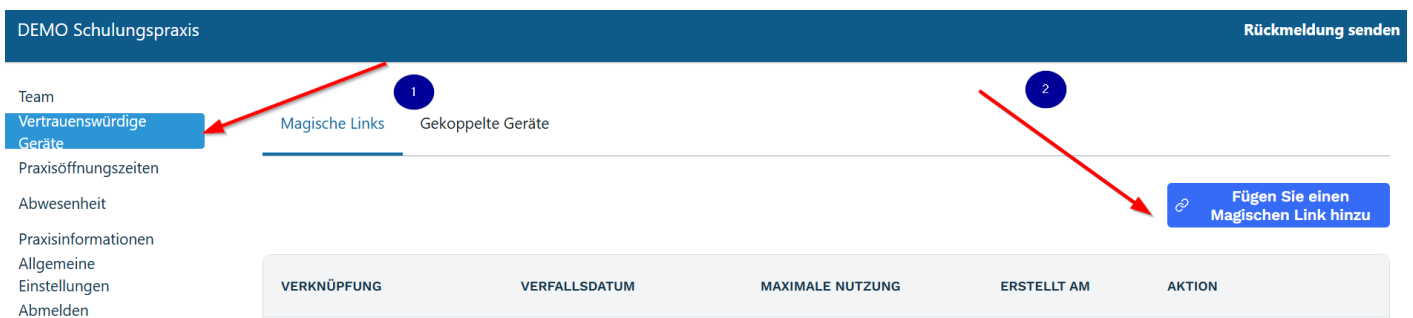 DEMO Schulungspraxis
Rückmeldung senden
Team
Vertrauenswürdige
Geräte
Praxisöffnungszeiten
Abwesenheit
Praxisinformationen
Allgemeine
Einstellungen
Abmelden
1
2
Magische Links Gekoppelte Geräte
Fügen Sie einen
Magischen Link hinzu
VERKNÜPFUNG VERFALLSDATUM MAXIMALE NUTZUNG ERSTELLT AM AKTION